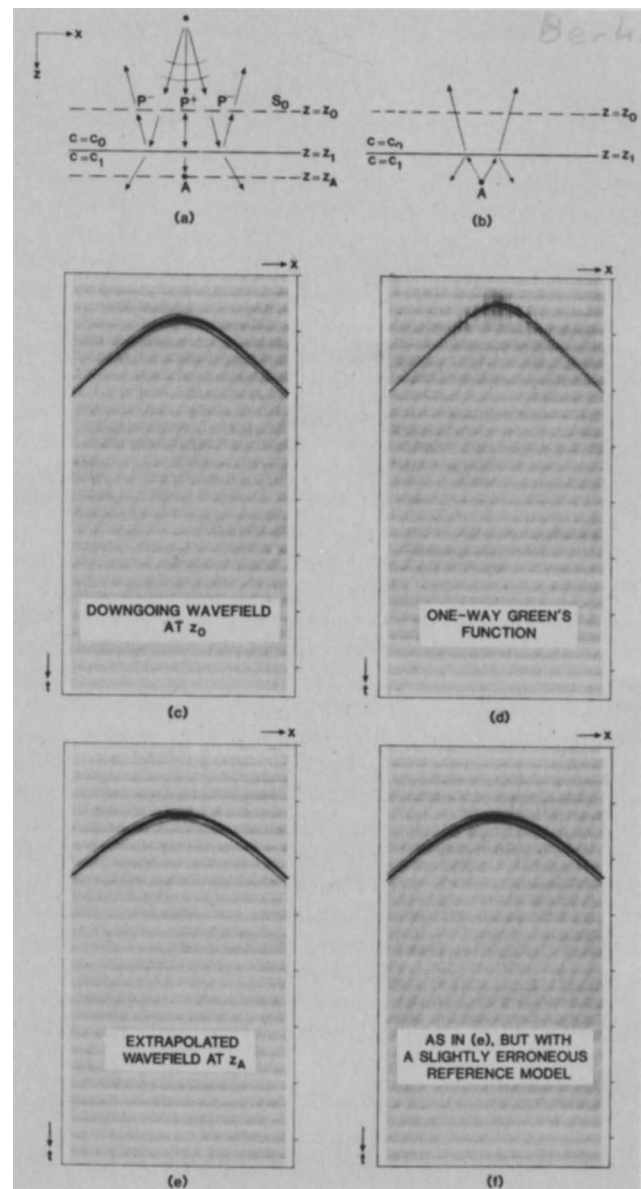 x
z
P⁻ P⁺ P⁻ S₀ z=z₀
z=z₀
c=c₀
c=c₁
z=z₁
A z=z_A
(a)
c=c₀
c=c₁
z=z₁
A
(b)
x
DOWNGOING WAVEFIELD
AT z₀
t
(c)
x
ONE-WAY GREEN'S
FUNCTION
t
(d)
x
EXTRAPOLATED
WAVEFIELD AT z_A
t
(e)
x
AS IN (e), BUT WITH
A SLIGHTLY ERRONEOUS
REFERENCE MODEL
t
(f)